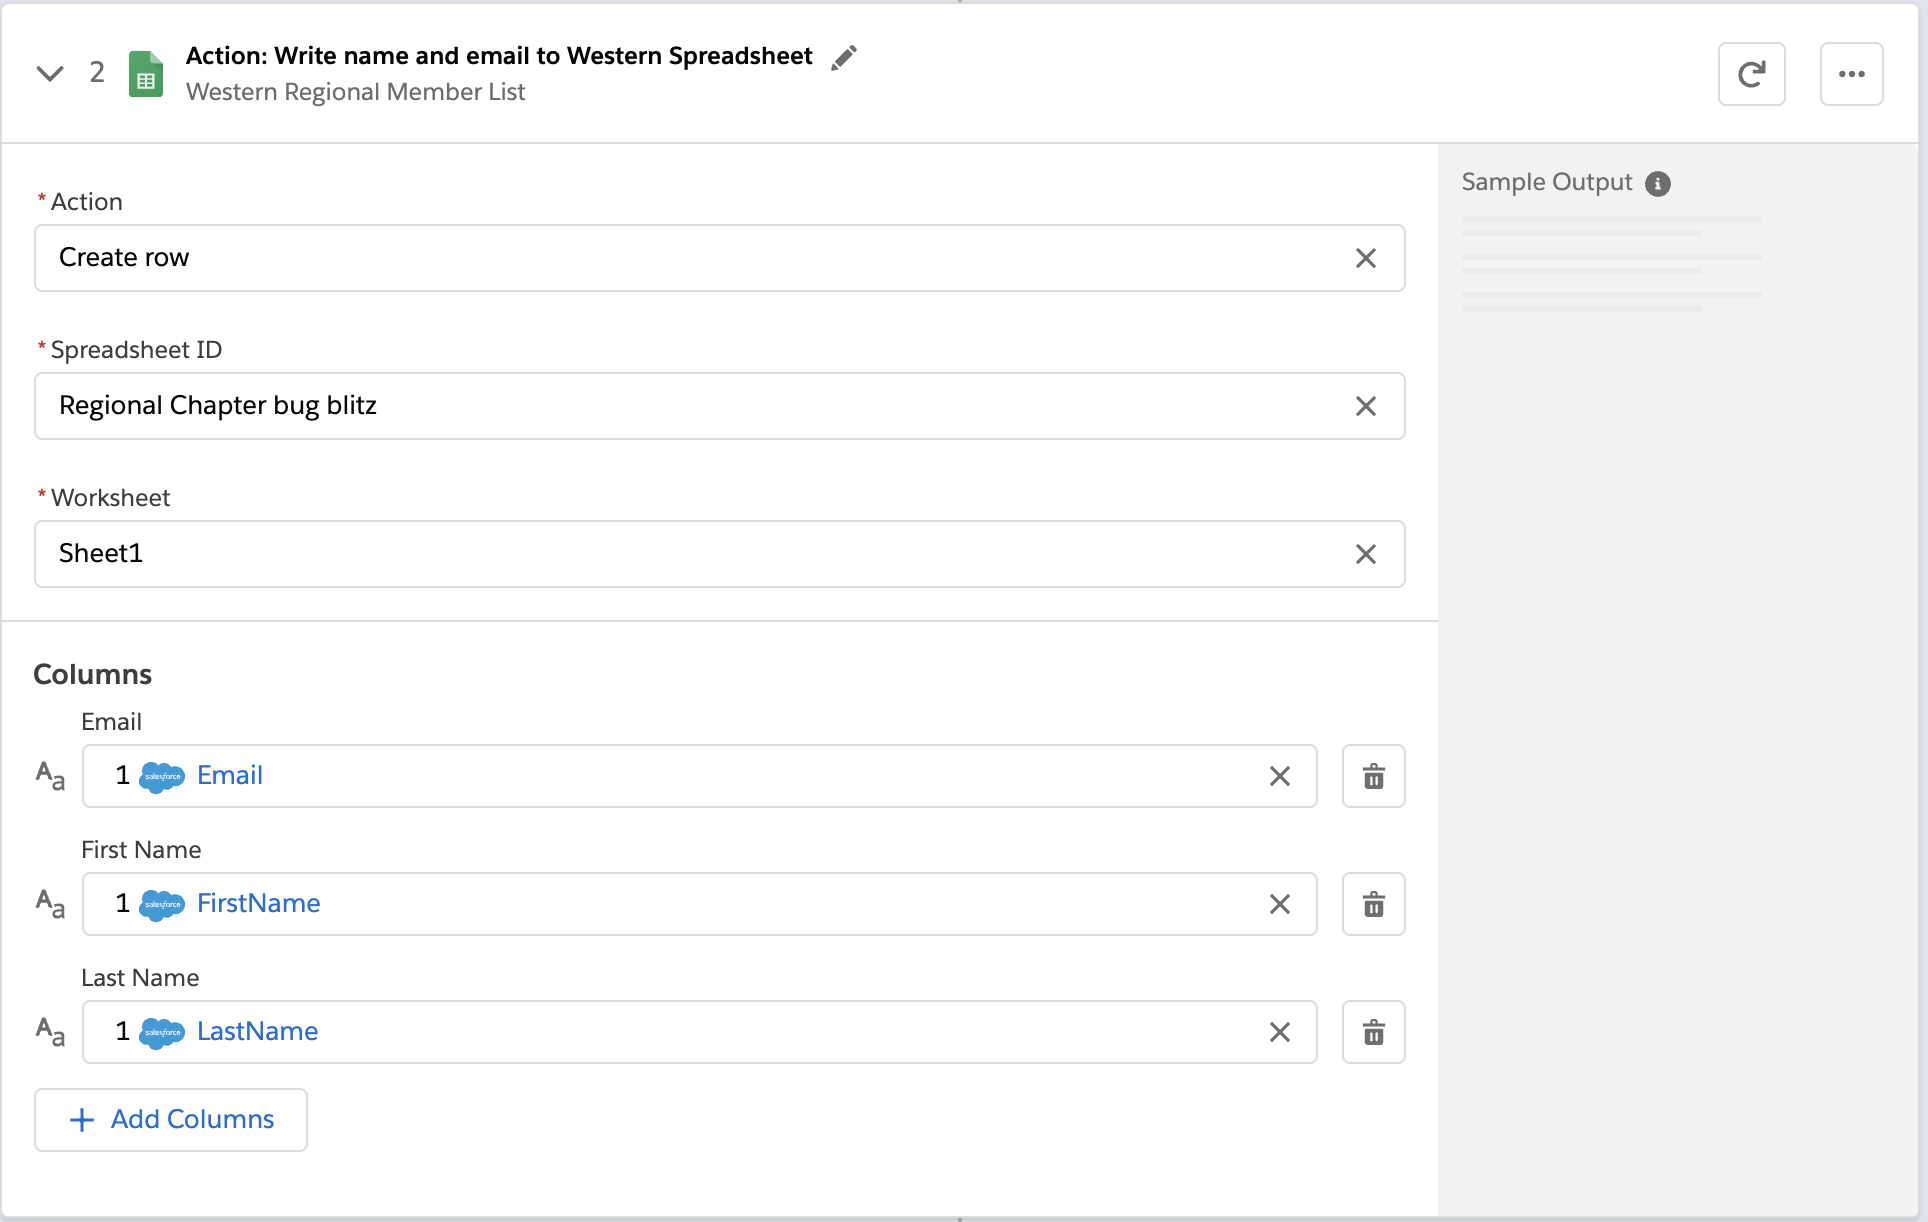 2
Action: Write name and email to Western Spreadsheet
Western Regional Member List
* Action
Create row
* Spreadsheet ID
Regional Chapter bug blitz
* Worksheet
Sheet1
Sample Output
Columns
Email
Aa 1 salesforce Email
First Name
Aa 1 salesforce FirstName
Last Name
Aa 1 salesforce LastName
+ Add Columns